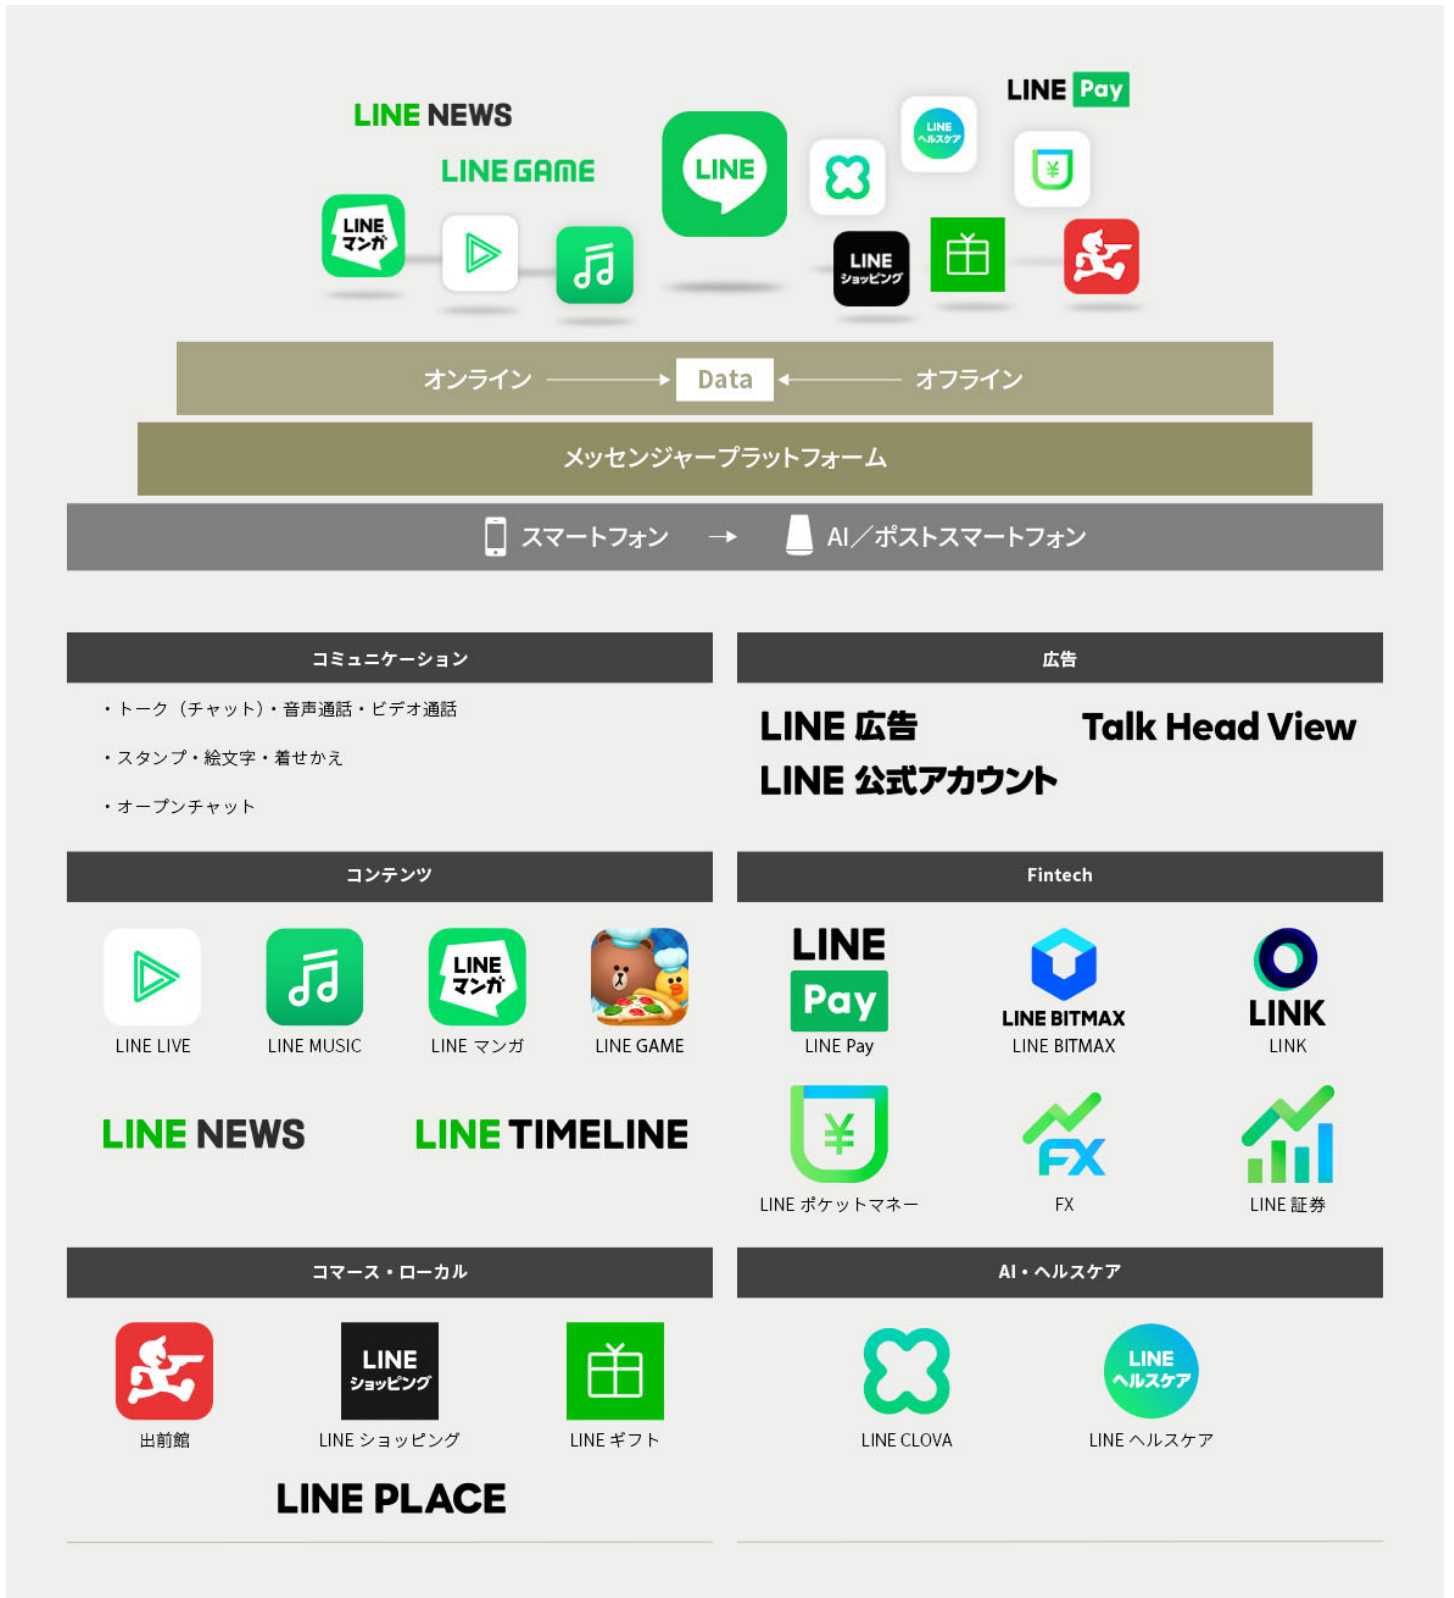 LINE NEWS
LINE GAME
LINE
マンガ
LINE
LINE
ヘルスケア
LINE Pay
¥
LINE
ショッピング
オンライン → Data ← オフライン
メッセンジャープラットフォーム
スマートフォン → AI／ポストスマートフォン
コミュニケーション
・トーク（チャット）・音声通話・ビデオ通話
・スタンプ・絵文字・着せかえ
・オープンチャット
広告
LINE 広告
Talk Head View
LINE 公式アカウント
コンテンツ
LINE
マンガ
LINE LIVE
LINE MUSIC
LINE マンガ
LINE GAME
LINE NEWS
LINE TIMELINE
Fintech
LINE
Pay
LINE BITMAX
LINK
LINE Pay
LINE BITMAX
LINK
¥
FX
LINE ポケットマネー
FX
LINE 証券
コマース・ローカル
LINE
ショッピング
出前館
LINE ショッピング
LINE ギフト
LINE PLACE
AI・ヘルスケア
LINE
ヘルスケア
LINE CLOVA
LINE ヘルスケア